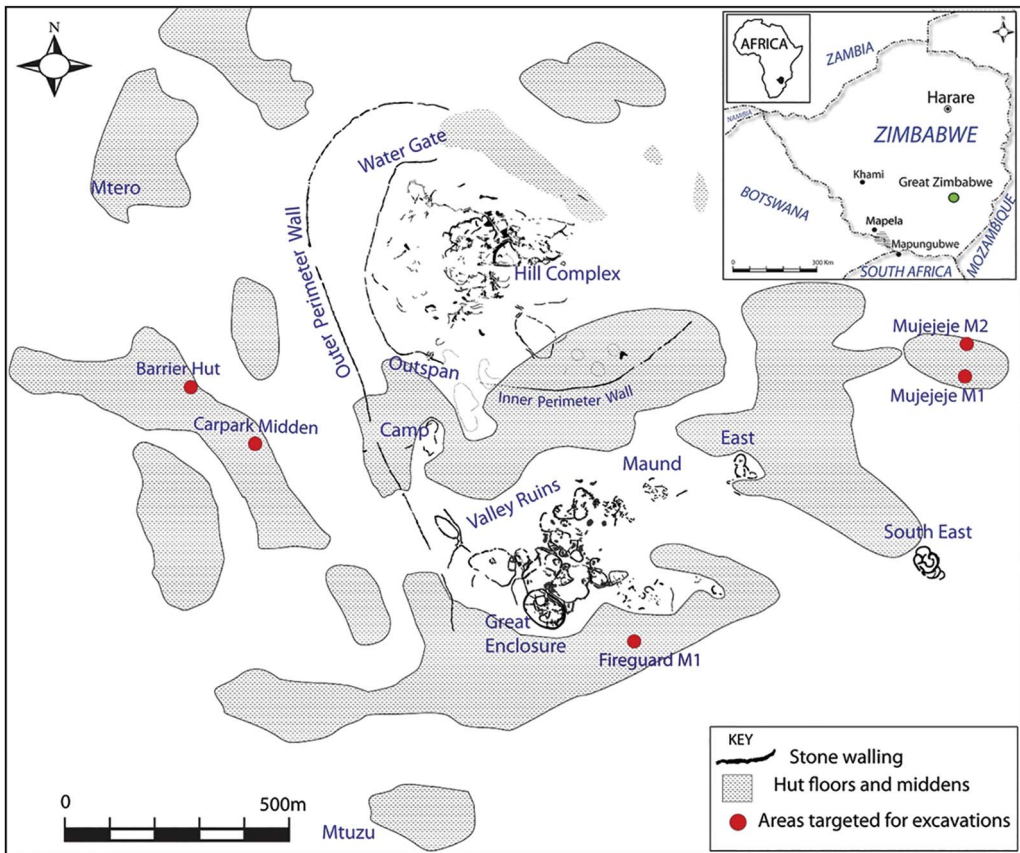 N
Mtero
Water Gate
Outer Perimeter Wall
Hill Complex
Barrier Hut
Carpark Midden
Outspan
Camp
Inner Perimeter Wall
Mujejeje M2
Mujejeje M1
East
Maund
Valley Ruins
South East
Great
Enclosure
Fireguard M1
Mtuzu
0
500m
AFRICA
ZAMBIA
Harare
NAMIBIA
ZIMBABWE
Khami
Great Zimbabwe
BOTSWANA
Mapela
Mapungubwe
MOZAMBIQUE
SOUTH AFRICA
0
300 Km
KEY
Stone walling
Hut floors and middens
Areas targeted for excavations